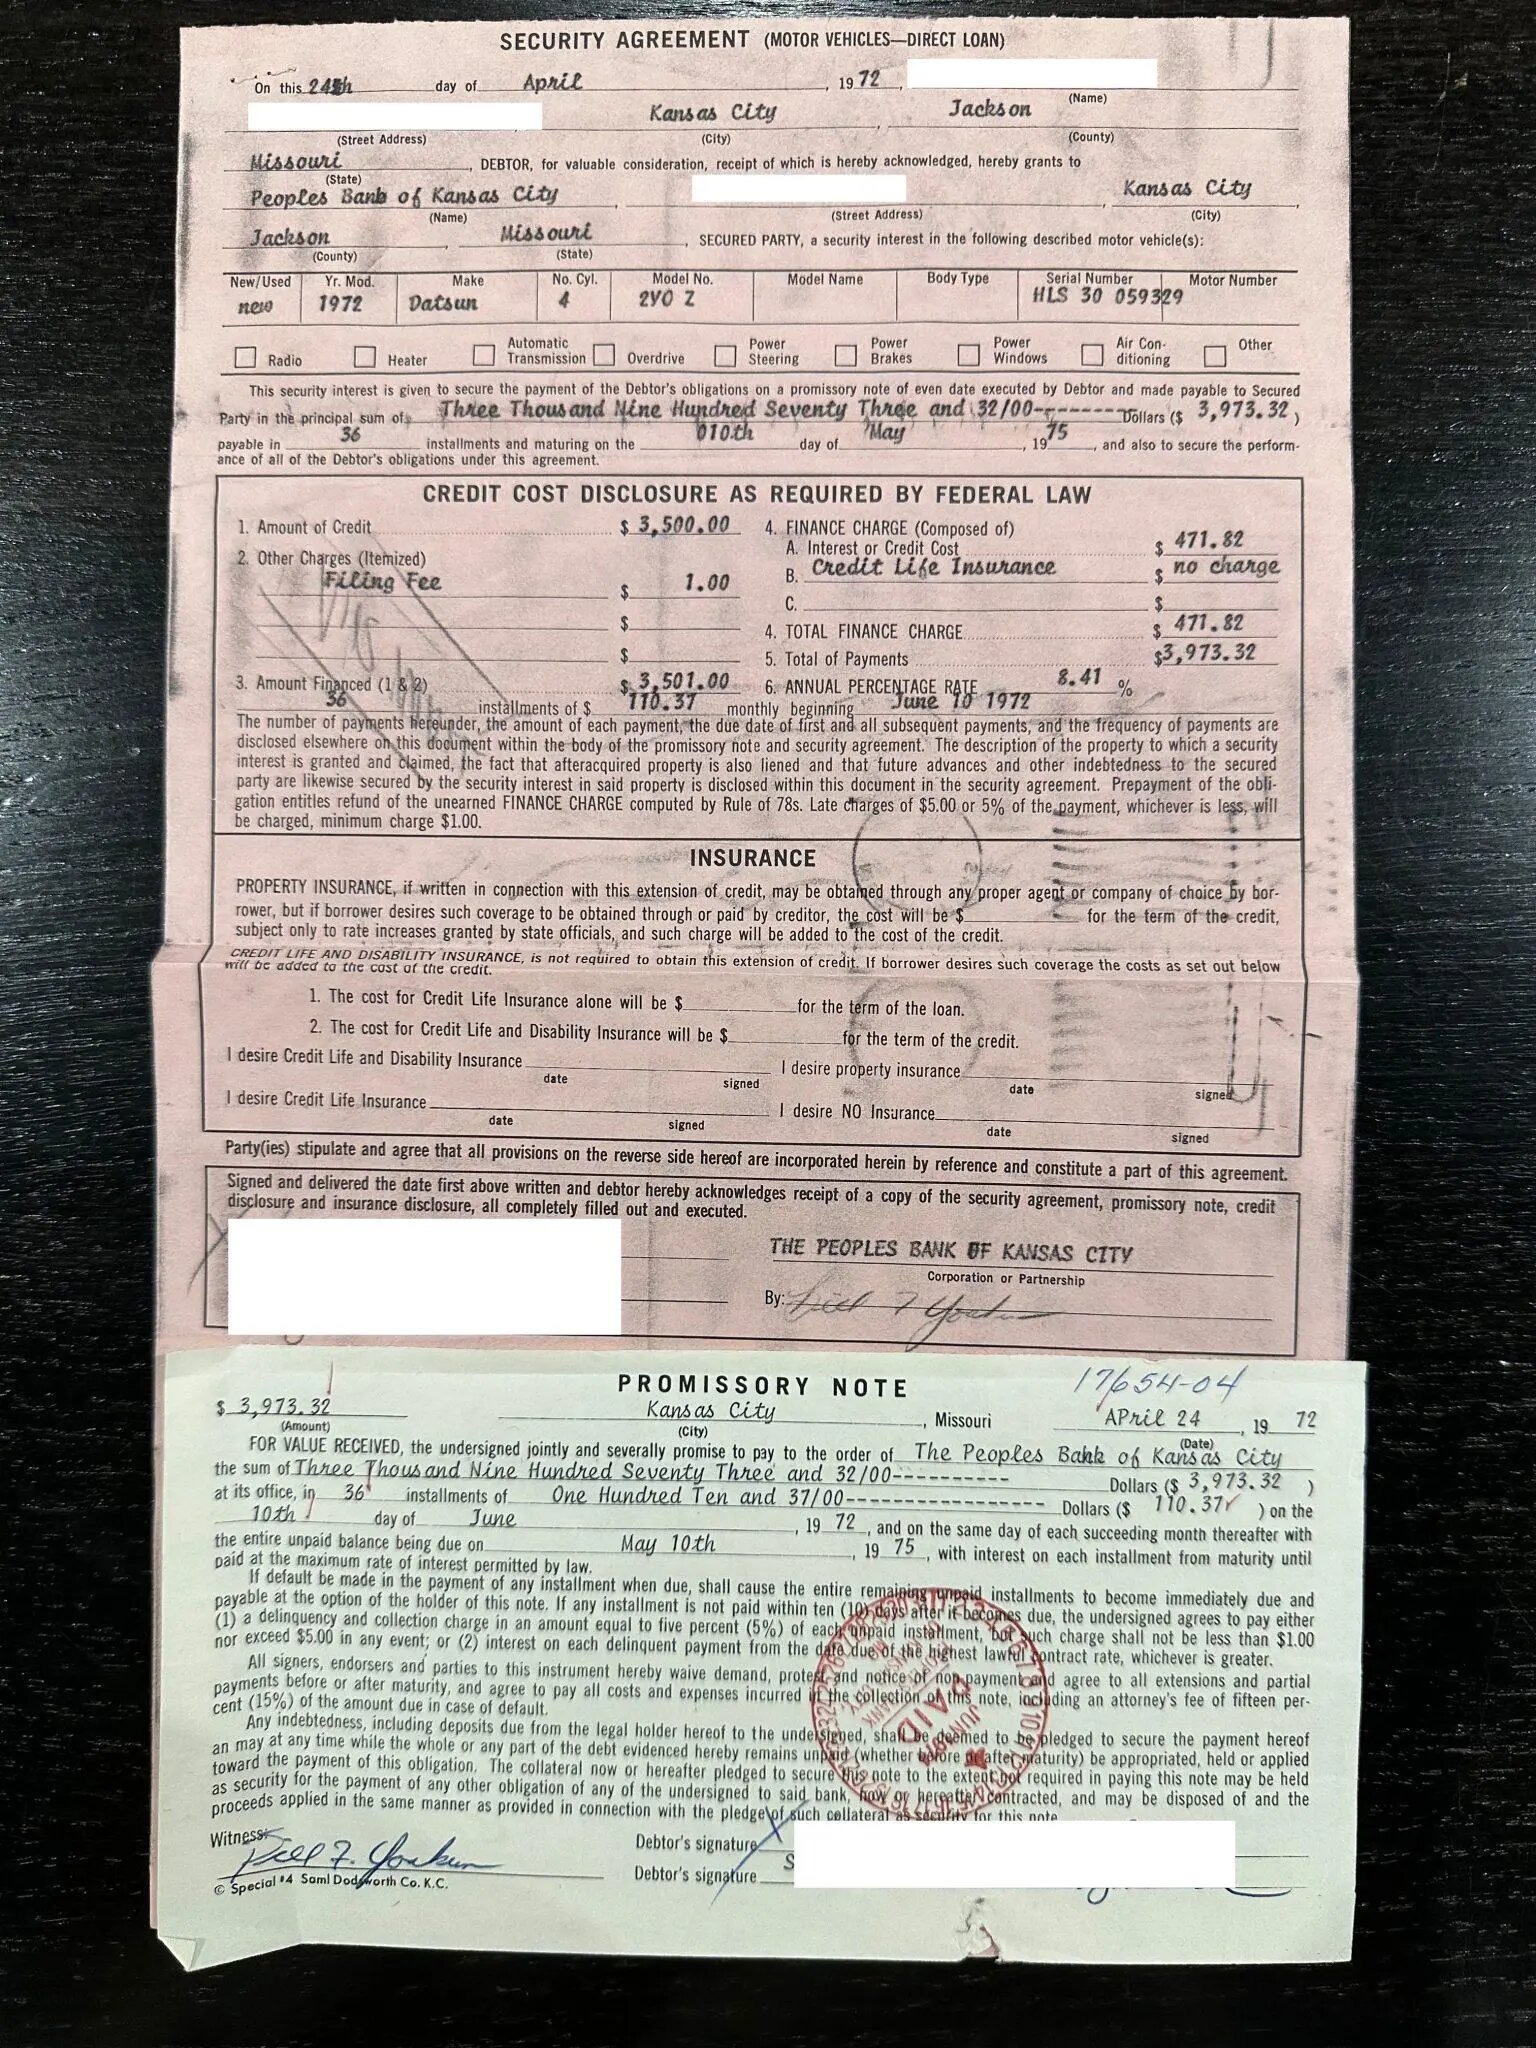 SECURITY AGREEMENT (MOTOR VEHICLES—DIRECT LOAN)
On this 24th day of April, 1972,
(Name)
Kansas City Jackson
(Street Address) (City) (County)
Missouri, DEBTOR, for valuable consideration, receipt of which is hereby acknowledged, hereby grants to
(State)
Peoples Bank of Kansas City, Kansas City,
(Name) (Street Address) (City)
Jackson, Missouri, SECURED PARTY, a security interest in the following described motor vehicle(s):
(County) (State)
New/Used Yr. Mod. Make No. Cyl. Model No. Model Name Body Type Serial Number Motor Number
new 1972 Datsun 4 2YO Z HLS 30 059329
Radio Heater Automatic Transmission Overdrive Power Steering Power Brakes Power Windows Air Con-ditioning Other
This security interest is given to secure the payment of the Debtor's obligations on a promissory note of even date executed by Debtor and made payable to Secured
Party in the principal sum of Three Thousand Nine Hundred Seventy Three and 32/00-------- Dollars ($ 3,973.32 )
payable in 36 installments and maturing on the 010th day of May, 1975, and also to secure the perform-
ance of all of the Debtor's obligations under this agreement.
CREDIT COST DISCLOSURE AS REQUIRED BY FEDERAL LAW
1. Amount of Credit $ 3,500.00 4. FINANCE CHARGE (Composed of)
A. Interest or Credit Cost $ 471.82
2. Other Charges (Itemized) B. Credit Life Insurance $ no charge
Filing Fee $ 1.00
C. $
$ 4. TOTAL FINANCE CHARGE $ 471.82
$ 5. Total of Payments $3,973.32
3. Amount Financed (1 & 2) $ 3,501.00 6. ANNUAL PERCENTAGE RATE 8.41 %
36 installments of $ 110.37 monthly beginning June 10 1972
The number of payments hereunder, the amount of each payment, the due date of first and all subsequent payments, and the frequency of payments are
disclosed elsewhere on this document within the body of the promissory note and security agreement. The description of the property to which a security
interest is granted and claimed, the fact that afteracquired property is also liened and that future advances and other indebtedness to the secured
party are likewise secured by the security interest in said property is disclosed within this document in the security agreement. Prepayment of the obli-
gation entitles refund of the unearned FINANCE CHARGE computed by Rule of 78s. Late charges of $5.00 or 5% of the payment, whichever is less, will
be charged, minimum charge $1.00.
INSURANCE
PROPERTY INSURANCE, if written in connection with this extension of credit, may be obtained through any proper agent or company of choice by bor-
rower, but if borrower desires such coverage to be obtained through or paid by creditor, the cost will be $ for the term of the credit,
subject only to rate increases granted by state officials, and such charge will be added to the cost of the credit.
CREDIT LIFE AND DISABILITY INSURANCE, is not required to obtain this extension of credit. If borrower desires such coverage the costs as set out below
will be added to the cost of the credit.
1. The cost for Credit Life Insurance alone will be $ for the term of the loan.
2. The cost for Credit Life and Disability Insurance will be $ for the term of the credit.
I desire Credit Life and Disability Insurance I desire property insurance
date signed date signed
I desire Credit Life Insurance I desire NO Insurance
date signed date signed
Party(ies) stipulate and agree that all provisions on the reverse side hereof are incorporated herein by reference and constitute a part of this agreement.
Signed and delivered the date first above written and debtor hereby acknowledges receipt of a copy of the security agreement, promissory note, credit
disclosure and insurance disclosure, all completely filled out and executed.
THE PEOPLES BANK OF KANSAS CITY
Corporation or Partnership
By:
PROMISSORY NOTE 17654-04
$ 3,973.32 Kansas City, Missouri APril 24, 1972
(Amount) (City) (Date)
FOR VALUE RECEIVED, the undersigned jointly and severally promise to pay to the order of The Peoples Bank of Kansas City
the sum of Three Thousand Nine Hundred Seventy Three and 32/00---------- Dollars ($ 3,973.32 )
at its office, in 36 installments of One Hundred Ten and 37/00----------------- Dollars ($ 110.37 ) on the
10th day of June, 1972, and on the same day of each succeeding month thereafter with
the entire unpaid balance being due on May 10th, 1975, with interest on each installment from maturity until
paid at the maximum rate of interest permitted by law.
If default be made in the payment of any installment when due, shall cause the entire remaining unpaid installments to become immediately due and
payable at the option of the holder of this note. If any installment is not paid within ten (10) days after it becomes due, the undersigned agrees to pay either
(1) a delinquency and collection charge in an amount equal to five percent (5%) of each unpaid installment, but such charge shall not be less than $1.00
nor exceed $5.00 in any event; or (2) interest on each delinquent payment from the date due of the highest lawful contract rate, whichever is greater.
All signers, endorsers and parties to this instrument hereby waive demand, protest and notice of non-payment and agree to all extensions and partial
payments before or after maturity, and agree to pay all costs and expenses incurred in the collection of this note, including an attorney's fee of fifteen per-
cent (15%) of the amount due in case of default.
Any indebtedness, including deposits due from the legal holder hereof to the undersigned, shall be deemed to be pledged to secure the payment hereof
an may at any time while the whole or any part of the debt evidenced hereby remains unpaid (whether before or after maturity) be appropriated, held or applied
toward the payment of this obligation. The collateral now or hereafter pledged to secure this note to the extent not required in paying this note may be held
as security for the payment of any other obligation of any of the undersigned to said bank, now or hereafter contracted, and may be disposed of and the
proceeds applied in the same manner as provided in connection with the pledge of such collateral as security for this note.
PAID
Witness: Debtor's signature X
Debtor's signature S
© Special #4 Saml Dodsworth Co. K.C.